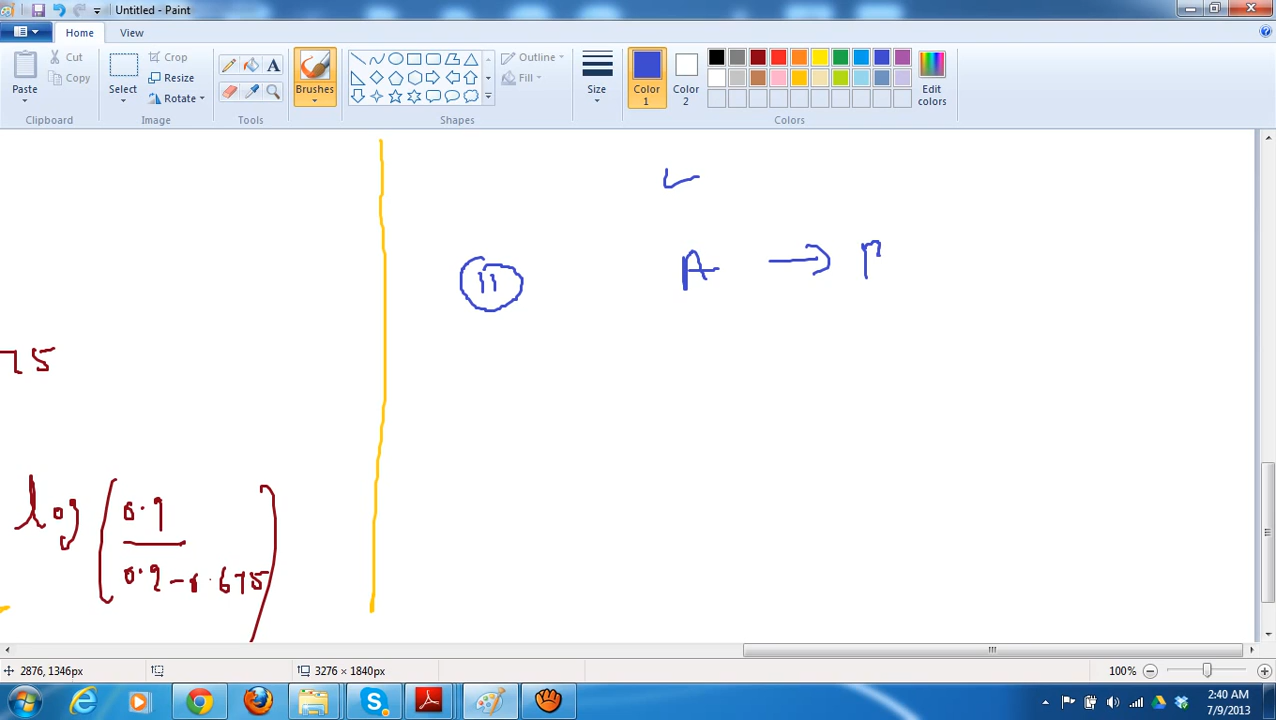 Untitled - Paint
Home View
Paste
Cut
Copy
Clipboard
Select
Crop
Resize
Rotate
Image
Tools
Brushes
Shapes
Outline
Fill
Size
Color 1
Color 2
Edit colors
Colors
11 A → P
75
log ( 0.9
0.9 - 0.675
2876, 1346px 3276 × 1840px 100%
2:40 AM
7/9/2013